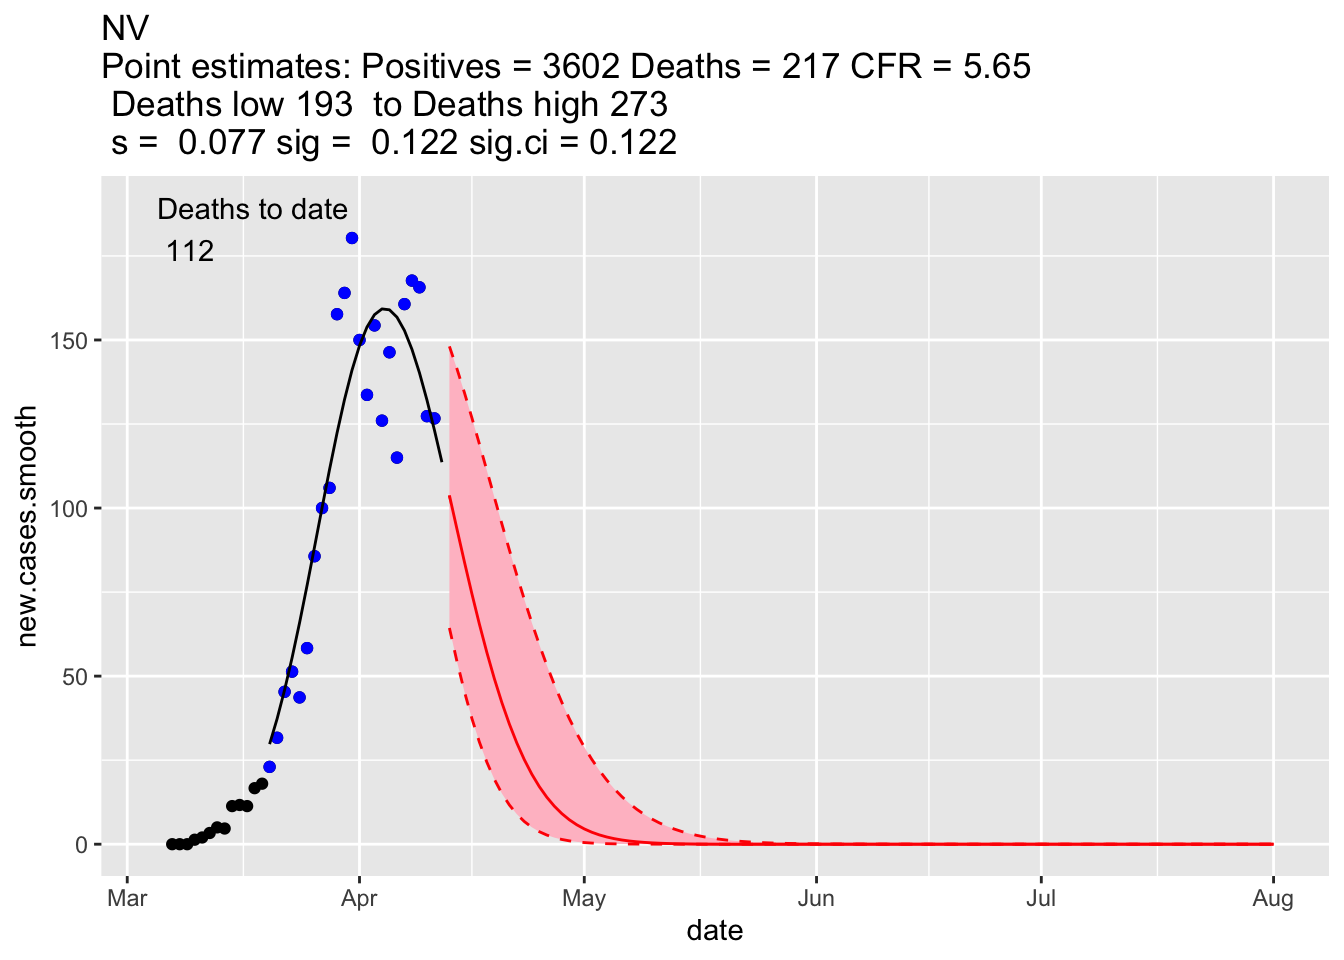 NV
Point estimates: Positives = 3602 Deaths = 217 CFR = 5.65
Deaths low 193  to Deaths high 273
s =  0.077 sig =  0.122 sig.ci = 0.122
Deaths to date
112
150
100
50
0
new.cases.smooth
Mar Apr May Jun Jul Aug
date